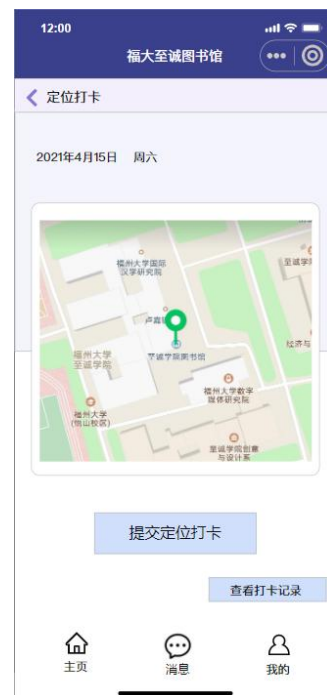 12:00
福大至诚图书馆
定位打卡
2021年4月15日 周六
福州大学国际
汉学研究院
至诚学
卢嘉
经济与
福州大学
至诚学院
至诚学院图书馆
福州大学数字
媒体研究院
福州大学
(怡山校区)
至诚学院创意
与设计系
提交定位打卡
查看打卡记录
主页
消息
我的